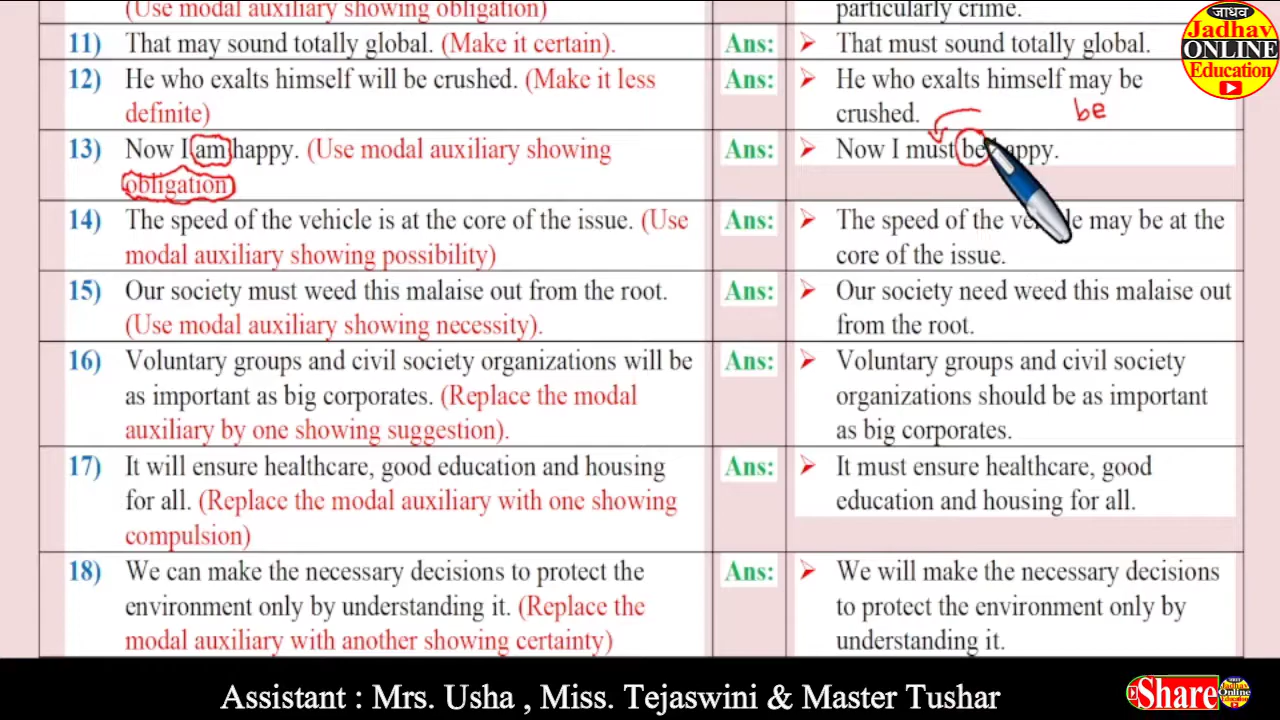 (Use modal auxiliary showing obligation)
particularly crime.
11) That may sound totally global. (Make it certain).
Ans: ➢ That must sound totally global.
12) He who exalts himself will be crushed. (Make it less
definite)
Ans: ➢ He who exalts himself may be
crushed.
be
13) Now I am happy. (Use modal auxiliary showing
obligation)
Ans: ➢ Now I must be happy.
14) The speed of the vehicle is at the core of the issue. (Use
modal auxiliary showing possibility)
Ans: ➢ The speed of the vehicle may be at the
core of the issue.
15) Our society must weed this malaise out from the root.
(Use modal auxiliary showing necessity).
Ans: ➢ Our society need weed this malaise out
from the root.
16) Voluntary groups and civil society organizations will be
as important as big corporates. (Replace the modal
auxiliary by one showing suggestion).
Ans: ➢ Voluntary groups and civil society
organizations should be as important
as big corporates.
17) It will ensure healthcare, good education and housing
for all. (Replace the modal auxiliary with one showing
compulsion)
Ans: ➢ It must ensure healthcare, good
education and housing for all.
18) We can make the necessary decisions to protect the
environment only by understanding it. (Replace the
modal auxiliary with another showing certainty)
Ans: ➢ We will make the necessary decisions
to protect the environment only by
understanding it.
जाधव
Jadhav
ONLINE
Education
Assistant : Mrs. Usha , Miss. Tejaswini & Master Tushar
Share
Jadhav
Online
Education